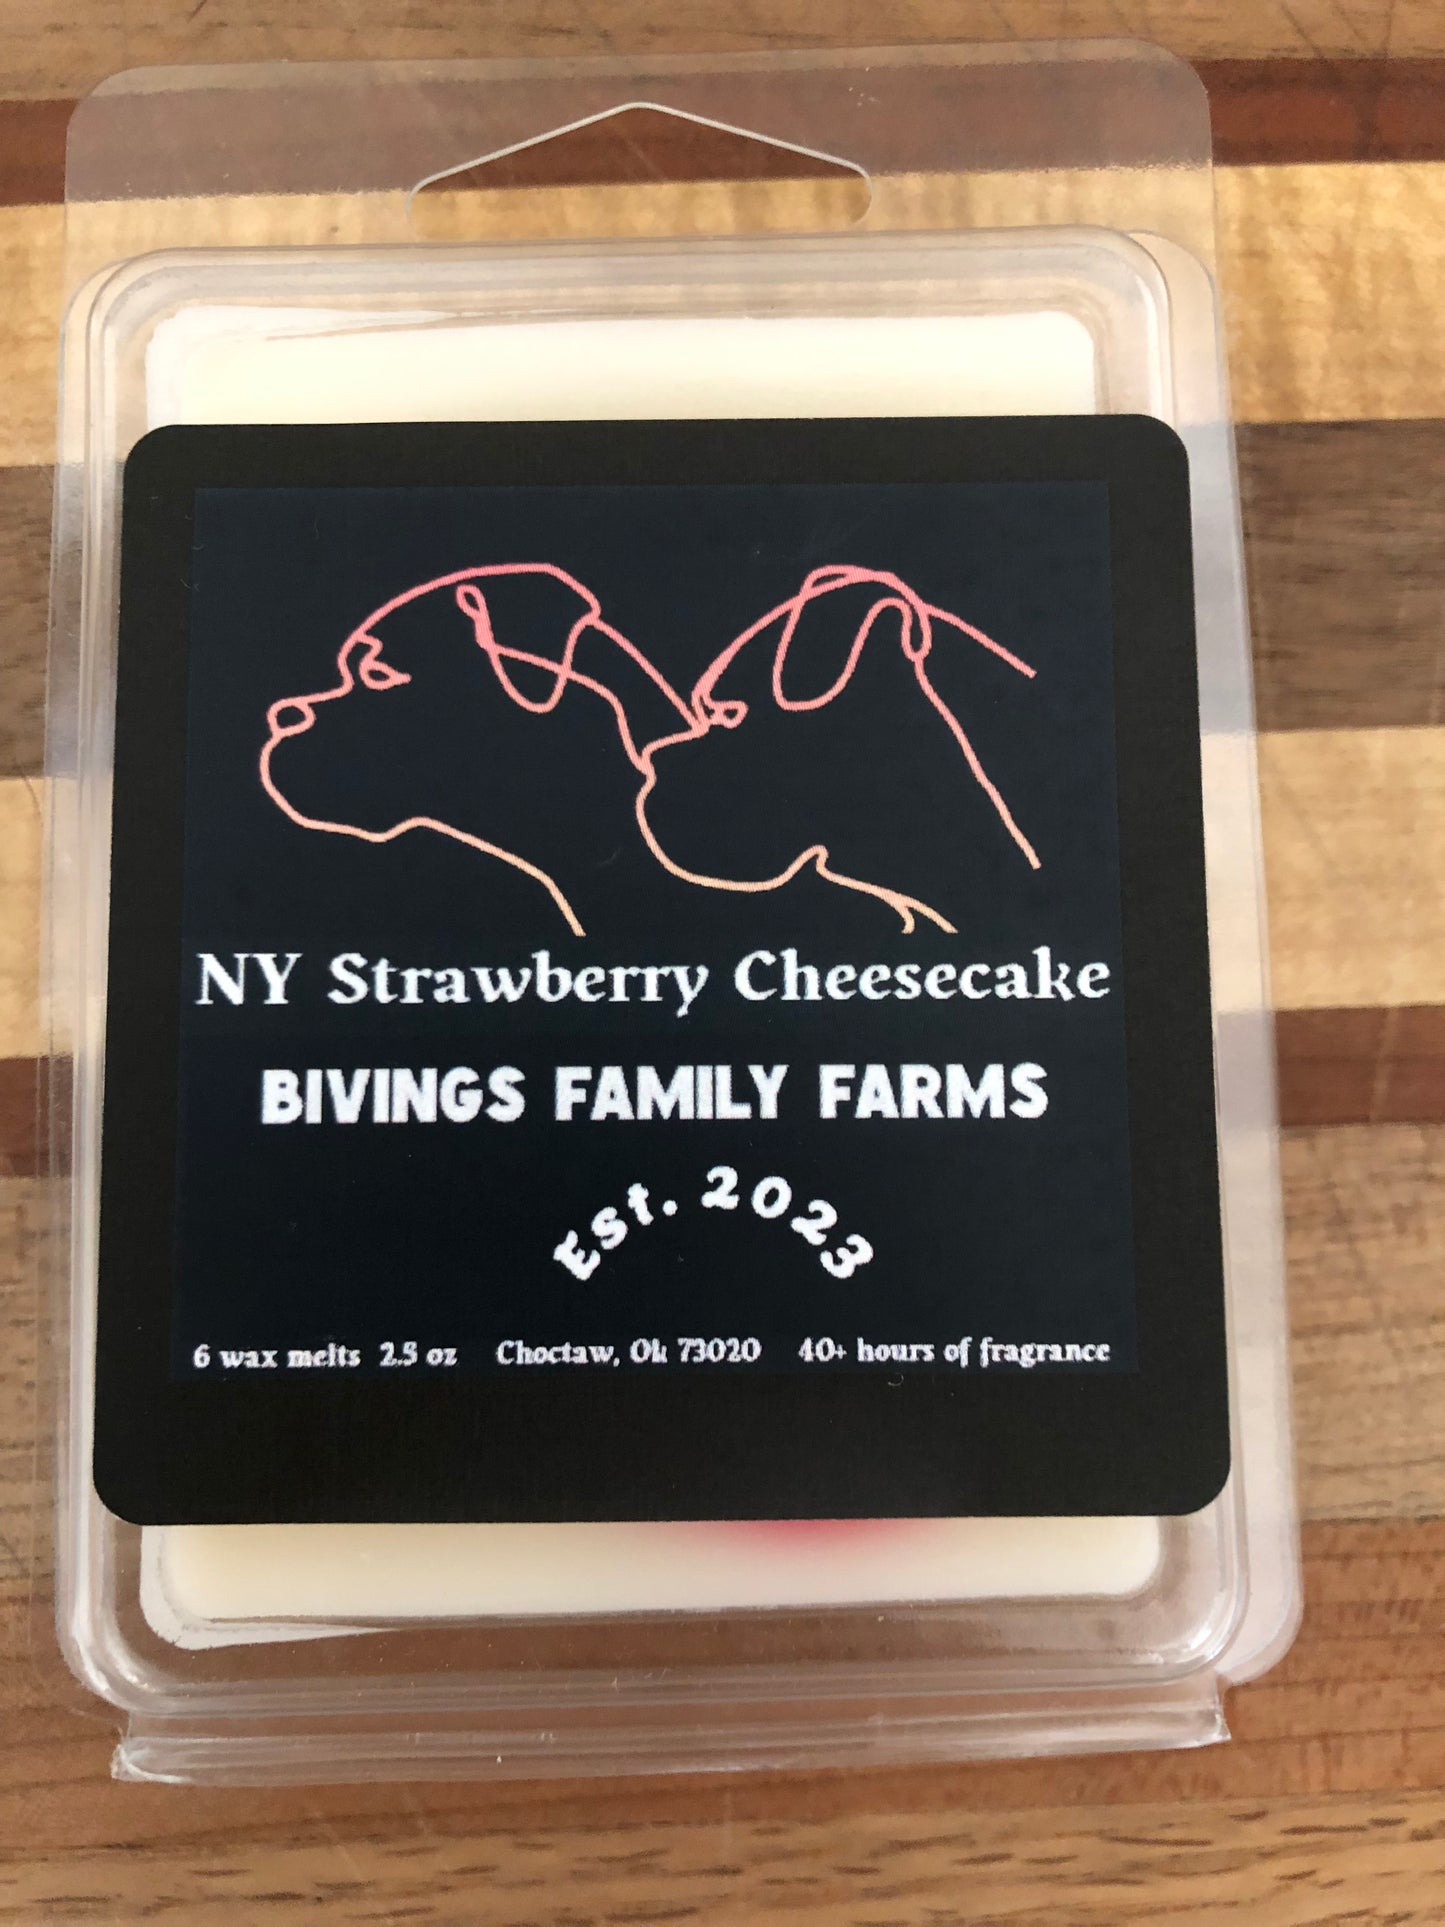 NY Strawberry Cheesecake
BIVINGS FAMILY FARMS
Est. 2023
6 wax melts 2.5 oz Choctaw, Ok 73020 40+ hours of fragrance